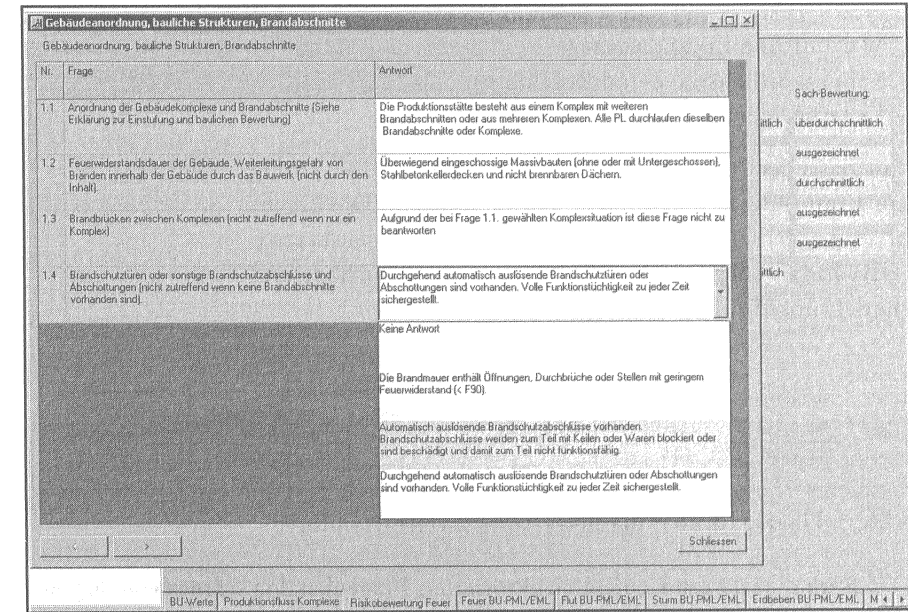 Gebäudeanordnung, bauliche Strukturen, Brandabschnitte
Gebäudeanordnung, bauliche Strukturen, Brandabschnitte
Nr. Frage Antwort
1.1 Anordnung der Gebäudekomplexe und Brandabschnitte (Siehe
Erklärung zur Einstufung und baulichen Bewertung)
Die Produktionsstätte besteht aus einem Komplex mit weiteren
Brandabschnitten oder aus mehreren Komplexen. Alle PL durchlaufen dieselben
Brandabschnitte oder Komplexe.
1.2 Feuerwiderstandsdauer der Gebäude, Weiterleitungsgefahr von
Bränden innerhalb der Gebäude durch das Bauwerk (nicht durch den
Inhalt).
Überwiegend eingeschossige Massivbauten (ohne oder mit Untergeschossen),
Stahlbetonkellerdecken und nicht brennbaren Dächern.
1.3 Brandbrücken zwischen Komplexen (nicht zutreffend wenn nur ein
Komplex)
Aufgrund der bei Frage 1.1. gewählten Komplexsituation ist diese Frage nicht zu
beantworten
1.4 Brandschutztüren oder sonstige Brandschutzabschlüsse und
Abschottungen (nicht zutreffend wenn keine Brandabschnitte
vorhanden sind).
Durchgehend automatisch auslösende Brandschutztüren oder
Abschottungen sind vorhanden. Volle Funktionstüchtigkeit zu jeder Zeit
sichergestellt.
Keine Antwort
Die Brandmauer enthält Öffnungen, Durchbrüche oder Stellen mit geringem
Feuerwiderstand (< F90).
Automatisch auslösende Brandschutzabschlüsse vorhanden.
Brandschutzabschlüsse werden zum Teil mit Keilen oder Waren blockiert oder
sind beschädigt und damit zum Teil nicht funktionsfähig.
Durchgehend automatisch auslösende Brandschutztüren oder Abschottungen
sind vorhanden. Volle Funktionstüchtigkeit zu jeder Zeit sichergestellt.
< > Schliessen
Sach-Bewertung:
ittlich überdurchschnittlich
ausgezeichnet
durchschnittlich
ausgezeichnet
ausgezeichnet
ittlich
BU-Werte Produktionsfluss Komplexe Risikobewertung Feuer Feuer BU-PML/EML Flut BU-PML/EML Sturm BU-PML/EML Erdbeben BU-PML/EML M